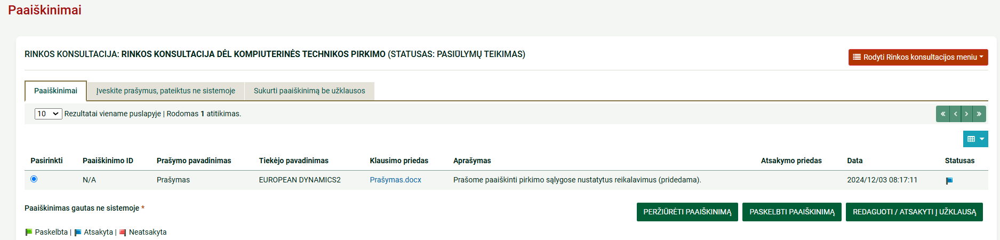 Paaiškinimai
RINKOS KONSULTACIJA: RINKOS KONSULTACIJA DĖL KOMPIUTERINĖS TECHNIKOS PIRKIMO (STATUSAS: PASIŪLYMŲ TEIKIMAS)
Rodyti Rinkos konsultacijos meniu
Paaiškinimai Įveskite prašymus, pateiktus ne sistemoje Sukurti paaiškinimą be užklausos
10 Rezultatai viename puslapyje | Rodomas 1 atitikimas.
« ‹ › »
Pasirinkti Paaiškinimo ID Prašymo pavadinimas Tiekėjo pavadinimas Klausimo priedas Aprašymas Atsakymo priedas Data Statusas
N/A Prašymas EUROPEAN DYNAMICS2 Prašymas.docx Prašome paaiškinti pirkimo sąlygose nustatytus reikalavimus (pridedama). 2024/12/03 08:17:11
Paaiškinimas gautas ne sistemoje *
PERŽIŪRĖTI PAAIŠKINIMĄ PASKELBTI PAAIŠKINIMĄ REDAGUOTI / ATSAKYTI Į UŽKLAUSĄ
Paskelbta | Atsakyta | Neatsakyta